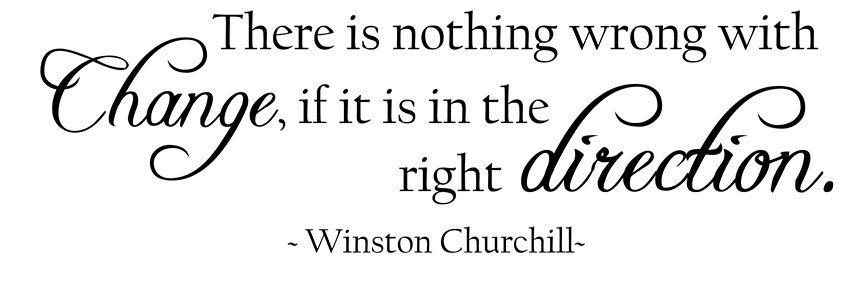 There is nothing wrong with
Change, if it is in the
right direction.
~ Winston Churchill~